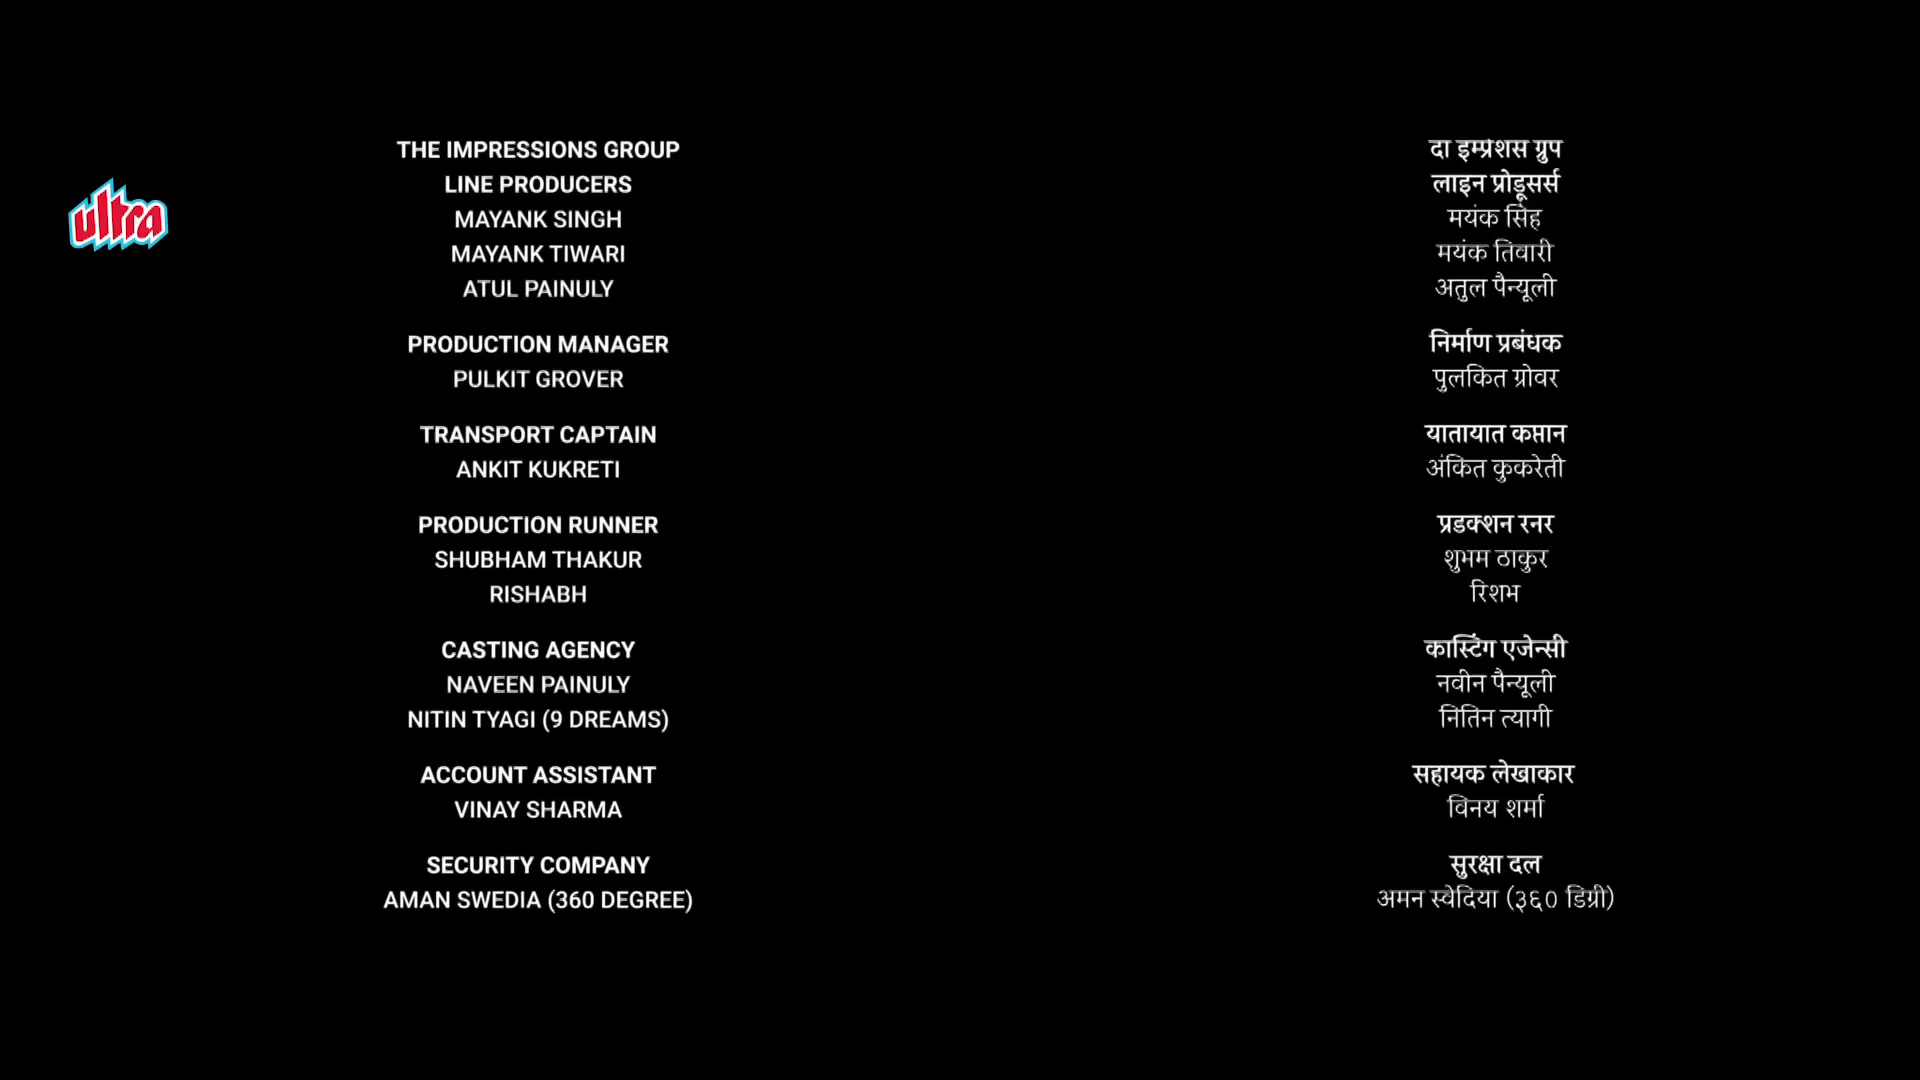 ultra
THE IMPRESSIONS GROUP
LINE PRODUCERS
MAYANK SINGH
MAYANK TIWARI
ATUL PAINULY
PRODUCTION MANAGER
PULKIT GROVER
TRANSPORT CAPTAIN
ANKIT KUKRETI
PRODUCTION RUNNER
SHUBHAM THAKUR
RISHABH
CASTING AGENCY
NAVEEN PAINULY
NITIN TYAGI (9 DREAMS)
ACCOUNT ASSISTANT
VINAY SHARMA
SECURITY COMPANY
AMAN SWEDIA (360 DEGREE)
दा इम्प्रेशंस ग्रुप
लाइन प्रोडूसर्स
मयंक सिंह
मयंक तिवारी
अतुल पैन्यूली
निर्माण प्रबंधक
पुलकित ग्रोवर
यातायात कप्तान
अंकित कुकरेती
प्रडक्शन रनर
शुभम ठाकुर
रिशभ
कास्टिंग एजेन्सी
नवीन पैन्यूली
नितिन त्यागी
सहायक लेखाकार
विनय शर्मा
सुरक्षा दल
अमन स्वेदिया (३६० डिग्री)